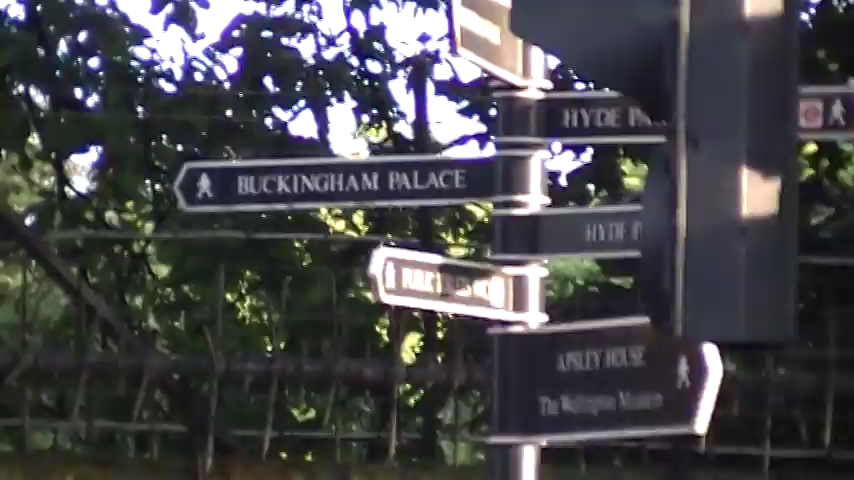 HYDE PA
BUCKINGHAM PALACE
HYDE P
APSLEY HOUSE
The Wellington Museum